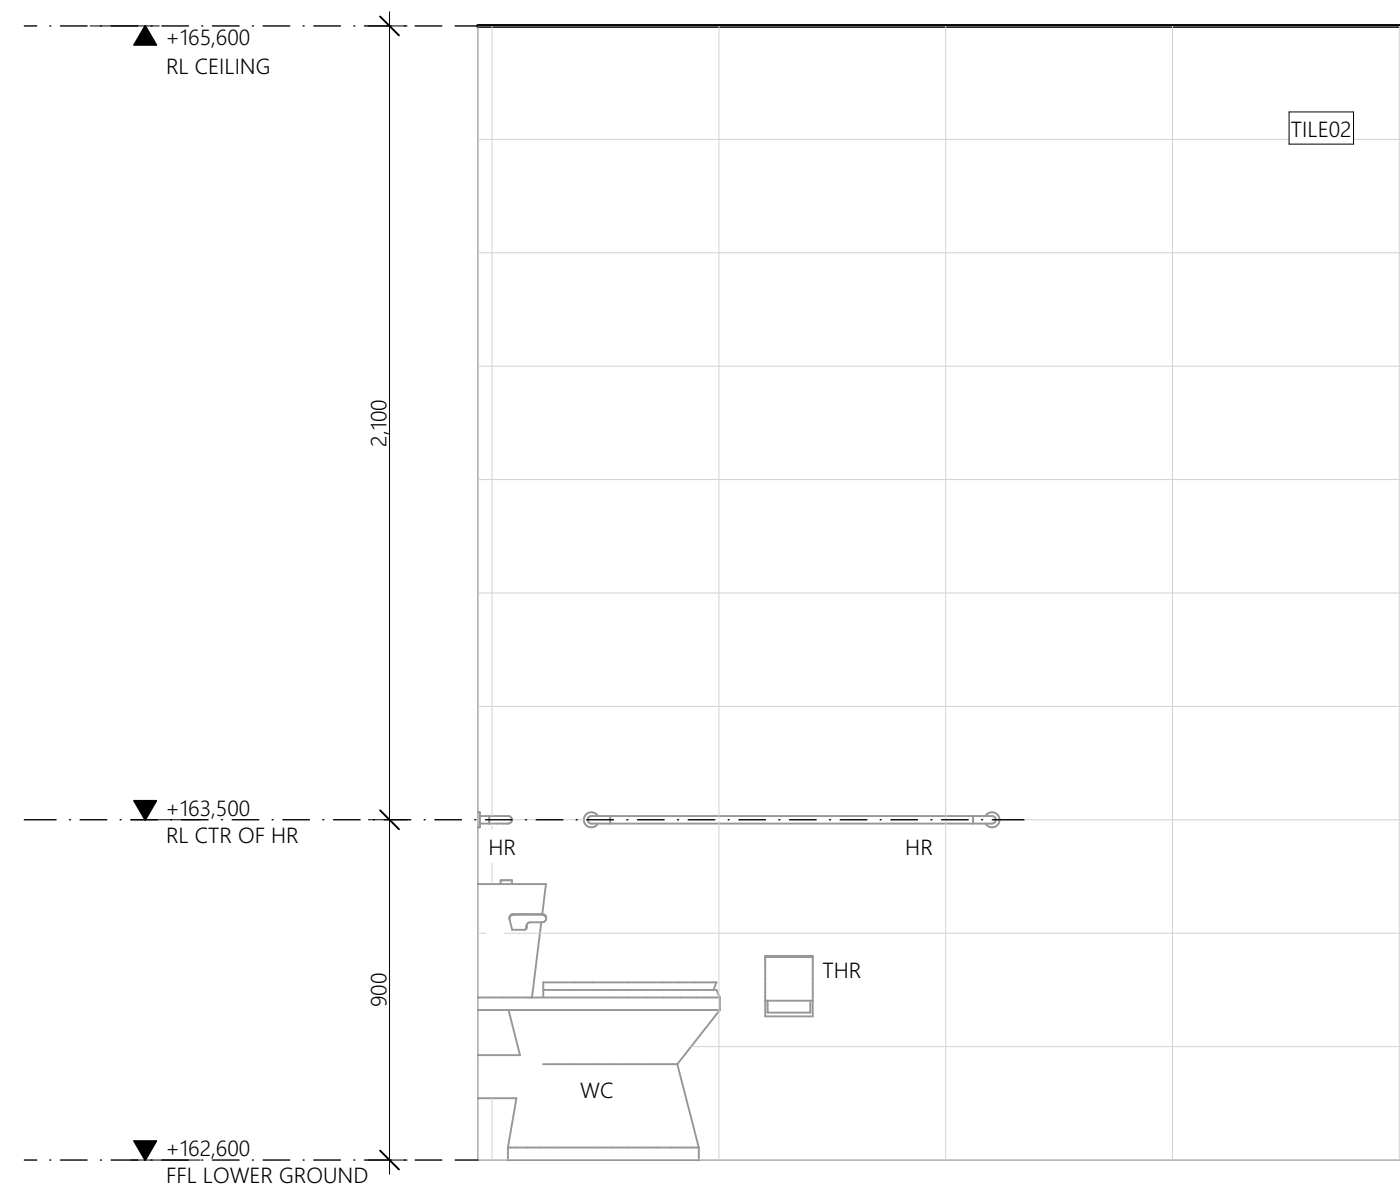 +165,600
RL CEILING
TILE02
2,100
+163,500
RL CTR OF HR
HR
HR
THR
900
WC
+162,600
FFL LOWER GROUND